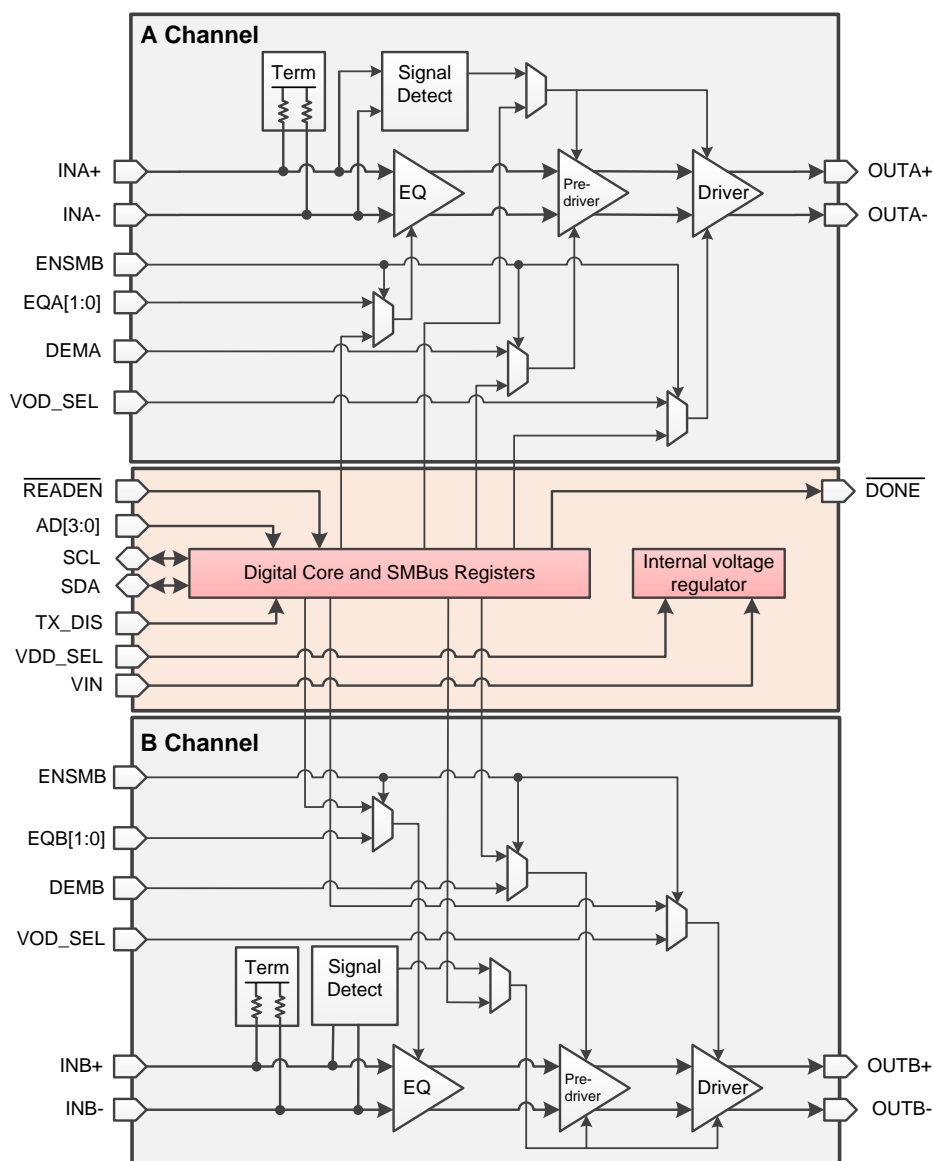 A Channel
Term
Signal
Detect
INA+
EQ
Pre-
driver
Driver
OUTA+
INA-
OUTA-
ENSMB
EQA[1:0]
DEMA
VOD_SEL
READEN
DONE
AD[3:0]
SCL
Digital Core and SMBus Registers
Internal voltage
regulator
SDA
TX_DIS
VDD_SEL
VIN
B Channel
ENSMB
EQB[1:0]
DEMB
VOD_SEL
Term
Signal
Detect
INB+
EQ
Pre-
driver
Driver
OUTB+
INB-
OUTB-